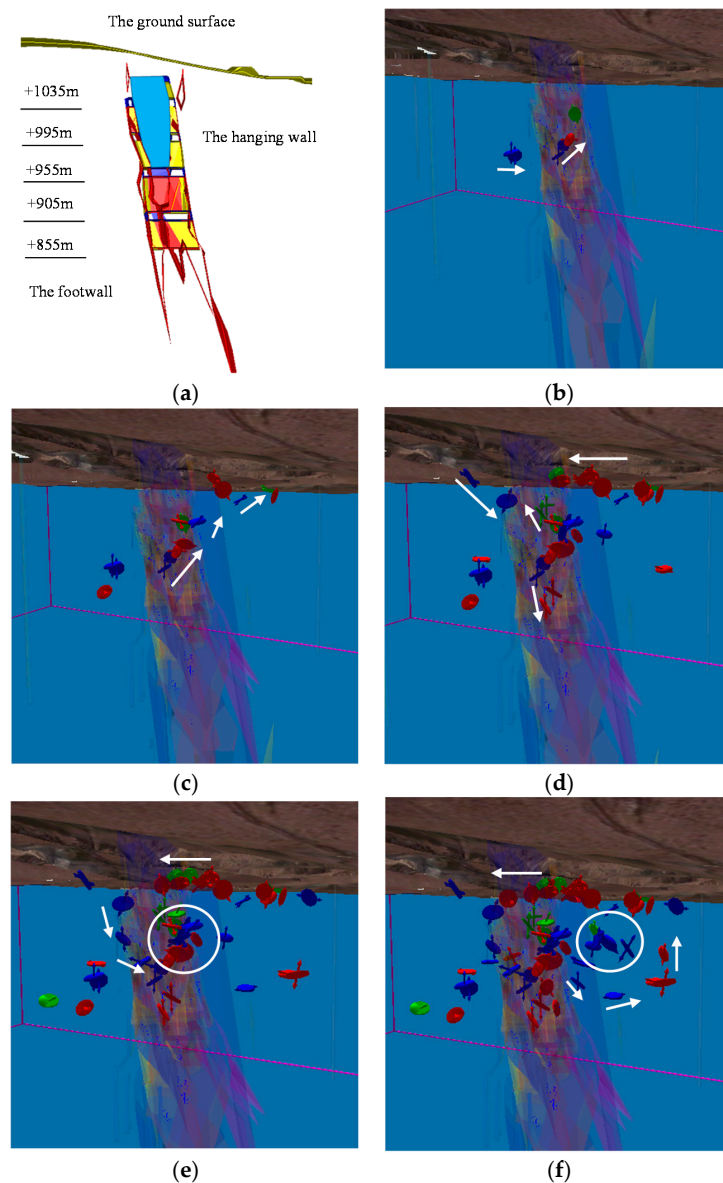 The ground surface
+1035m
+995m
The hanging wall
+955m
+905m
+855m
The footwall
(a)
(b)
(c)
(d)
(e)
(f)